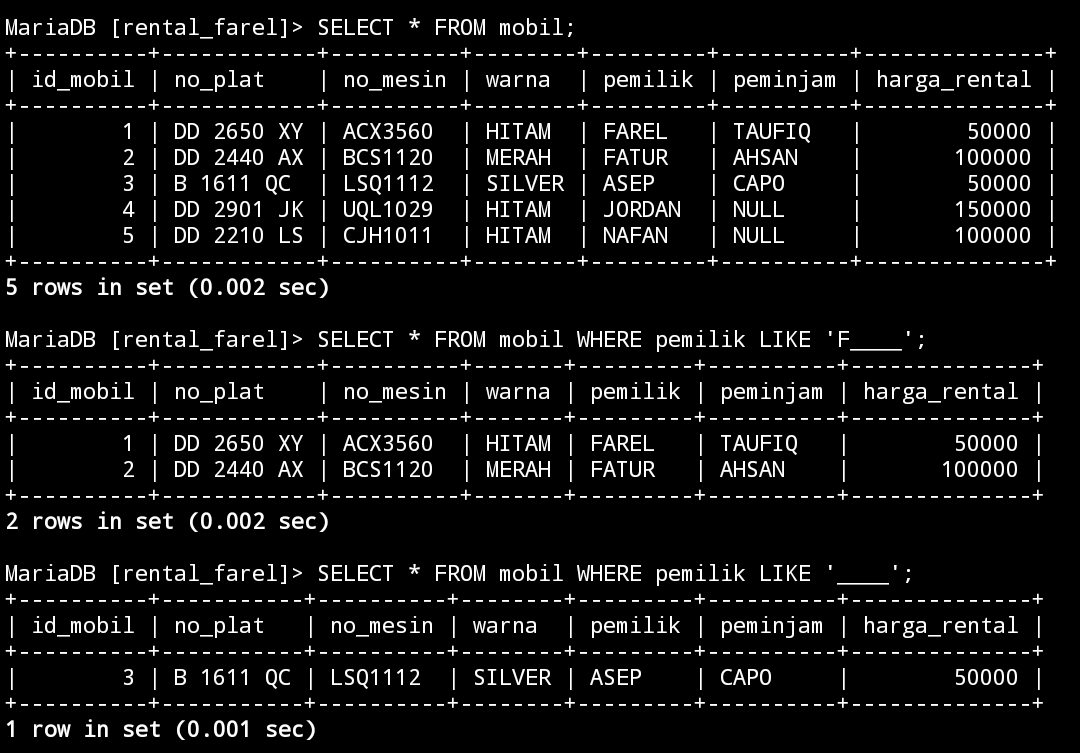 MariaDB [rental_farel]> SELECT * FROM mobil;
+----------+------------+----------+--------+---------+----------+--------------+
| id_mobil | no_plat    | no_mesin | warna  | pemilik | peminjam | harga_rental |
+----------+------------+----------+--------+---------+----------+--------------+
|        1 | DD 2650 XY | ACX3560  | HITAM  | FAREL   | TAUFIQ   |        50000 |
|        2 | DD 2440 AX | BCS1120  | MERAH  | FATUR   | AHSAN    |       100000 |
|        3 | B 1611 QC  | LSQ1112  | SILVER | ASEP    | CAPO     |        50000 |
|        4 | DD 2901 JK | UQL1029  | HITAM  | JORDAN  | NULL     |       150000 |
|        5 | DD 2210 LS | CJH1011  | HITAM  | NAFAN   | NULL     |       100000 |
+----------+------------+----------+--------+---------+----------+--------------+
5 rows in set (0.002 sec)

MariaDB [rental_farel]> SELECT * FROM mobil WHERE pemilik LIKE 'F____';
+----------+------------+----------+-------+---------+----------+--------------+
| id_mobil | no_plat    | no_mesin | warna | pemilik | peminjam | harga_rental |
+----------+------------+----------+-------+---------+----------+--------------+
|        1 | DD 2650 XY | ACX3560  | HITAM | FAREL   | TAUFIQ   |        50000 |
|        2 | DD 2440 AX | BCS1120  | MERAH | FATUR   | AHSAN    |       100000 |
+----------+------------+----------+-------+---------+----------+--------------+
2 rows in set (0.002 sec)

MariaDB [rental_farel]> SELECT * FROM mobil WHERE pemilik LIKE '____';
+----------+-----------+----------+--------+---------+----------+--------------+
| id_mobil | no_plat   | no_mesin | warna  | pemilik | peminjam | harga_rental |
+----------+-----------+----------+--------+---------+----------+--------------+
|        3 | B 1611 QC | LSQ1112  | SILVER | ASEP    | CAPO     |        50000 |
+----------+-----------+----------+--------+---------+----------+--------------+
1 row in set (0.001 sec)